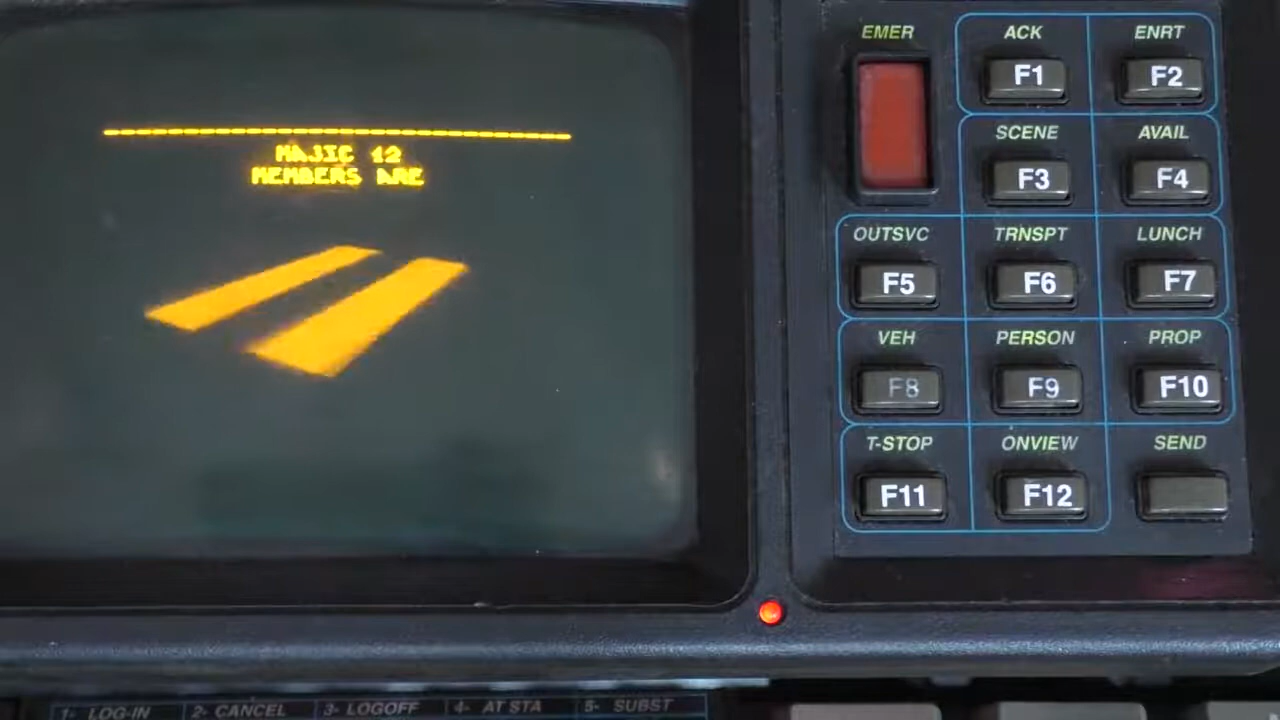 MAJIC 12
MEMBERS ARE
EMER ACK ENRT
F1 F2
SCENE AVAIL
F3 F4
OUTSVC TRNSPT LUNCH
F5 F6 F7
VEH PERSON PROP
F8 F9 F10
T-STOP ONVIEW SEND
F11 F12
1- LOG-IN 2- CANCEL 3- LOGOFF 4- AT STA 5- SUBST